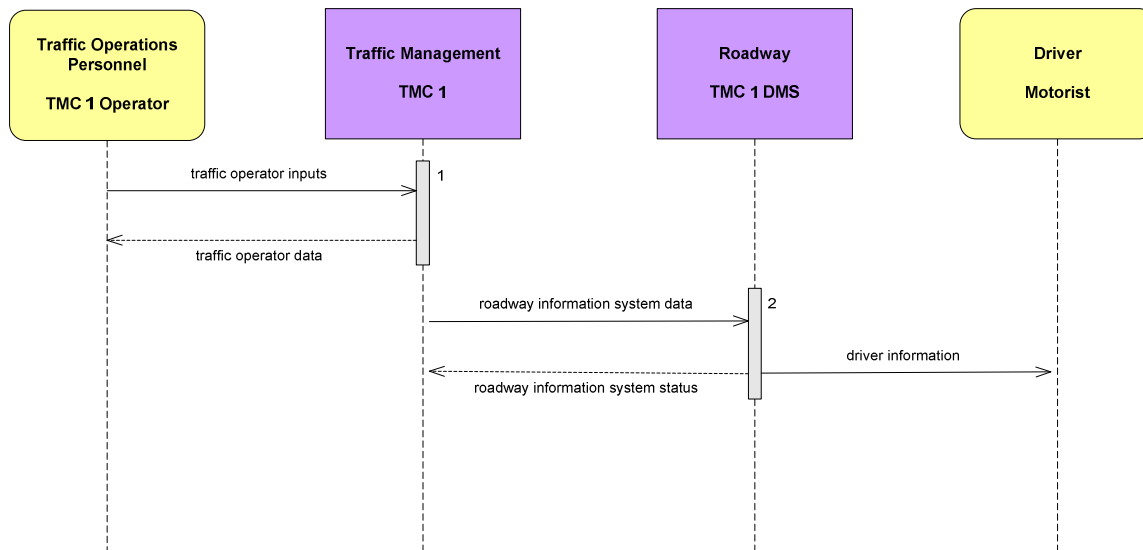 Traffic Operations
Personnel
TMC 1 Operator
Traffic Management
TMC 1
Roadway
TMC 1 DMS
Driver
Motorist
traffic operator inputs
1
traffic operator data
roadway information system data
2
driver information
roadway information system status